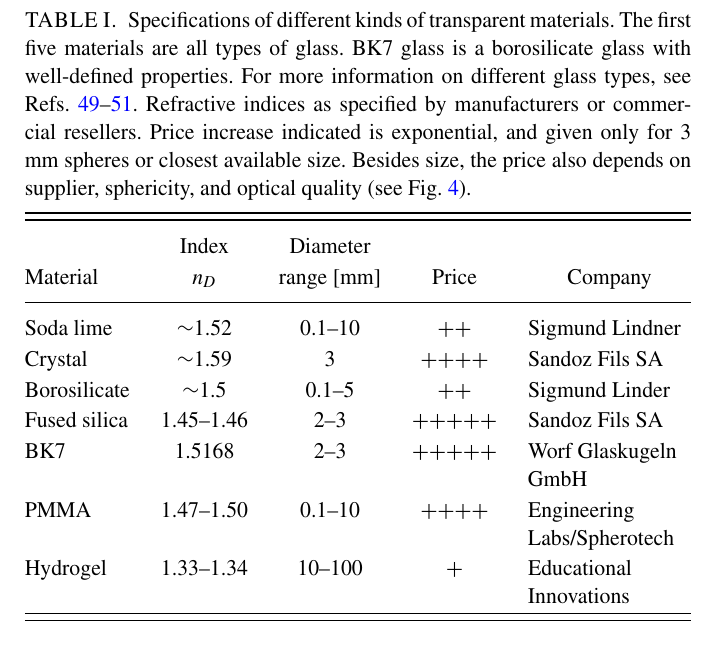 TABLE I. Specifications of different kinds of transparent materials. The first
five materials are all types of glass. BK7 glass is a borosilicate glass with
well-defined properties. For more information on different glass types, see
Refs. 49–51. Refractive indices as specified by manufacturers or commer-
cial resellers. Price increase indicated is exponential, and given only for 3
mm spheres or closest available size. Besides size, the price also depends on
supplier, sphericity, and optical quality (see Fig. 4).
Index Diameter
Material n_D range [mm] Price Company
Soda lime ∼1.52 0.1–10 ++ Sigmund Lindner
Crystal ∼1.59 3 ++++ Sandoz Fils SA
Borosilicate ∼1.5 0.1–5 ++ Sigmund Linder
Fused silica 1.45–1.46 2–3 +++++ Sandoz Fils SA
BK7 1.5168 2–3 +++++ Worf Glaskugeln
GmbH
PMMA 1.47–1.50 0.1–10 ++++ Engineering
Labs/Spherotech
Hydrogel 1.33–1.34 10–100 + Educational
Innovations